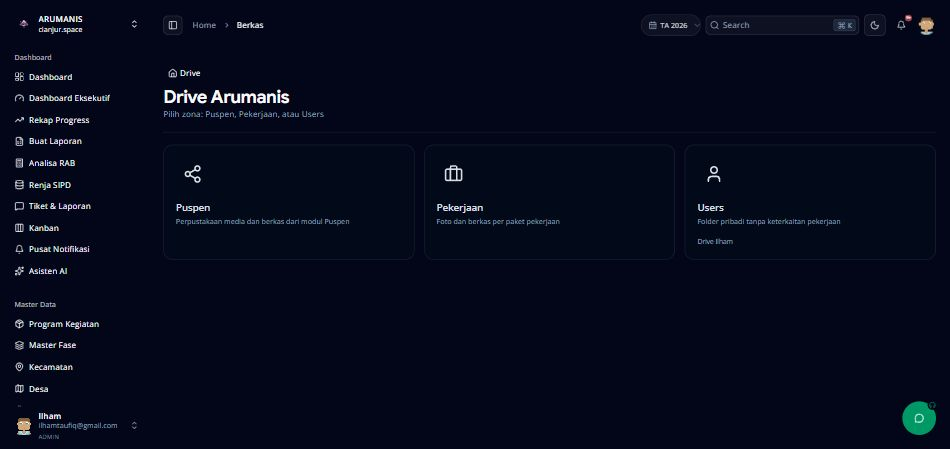 ARUMANIS
cianjur.space
Home > Berkas
TA 2026
Search
⌘ K
Dashboard
Dashboard
Dashboard Eksekutif
Rekap Progress
Buat Laporan
Analisa RAB
Renja SIPD
Tiket & Laporan
Kanban
Pusat Notifikasi
Asisten AI
Master Data
Program Kegiatan
Master Fase
Kecamatan
Desa
Ilham
ilhamtaufiq@gmail.com
ADMIN
Drive
Drive Arumanis
Pilih zona: Puspen, Pekerjaan, atau Users
Puspen
Perpustakaan media dan berkas dari modul Puspen
Pekerjaan
Foto dan berkas per paket pekerjaan
Users
Folder pribadi tanpa keterkaitan pekerjaan
Drive Ilham